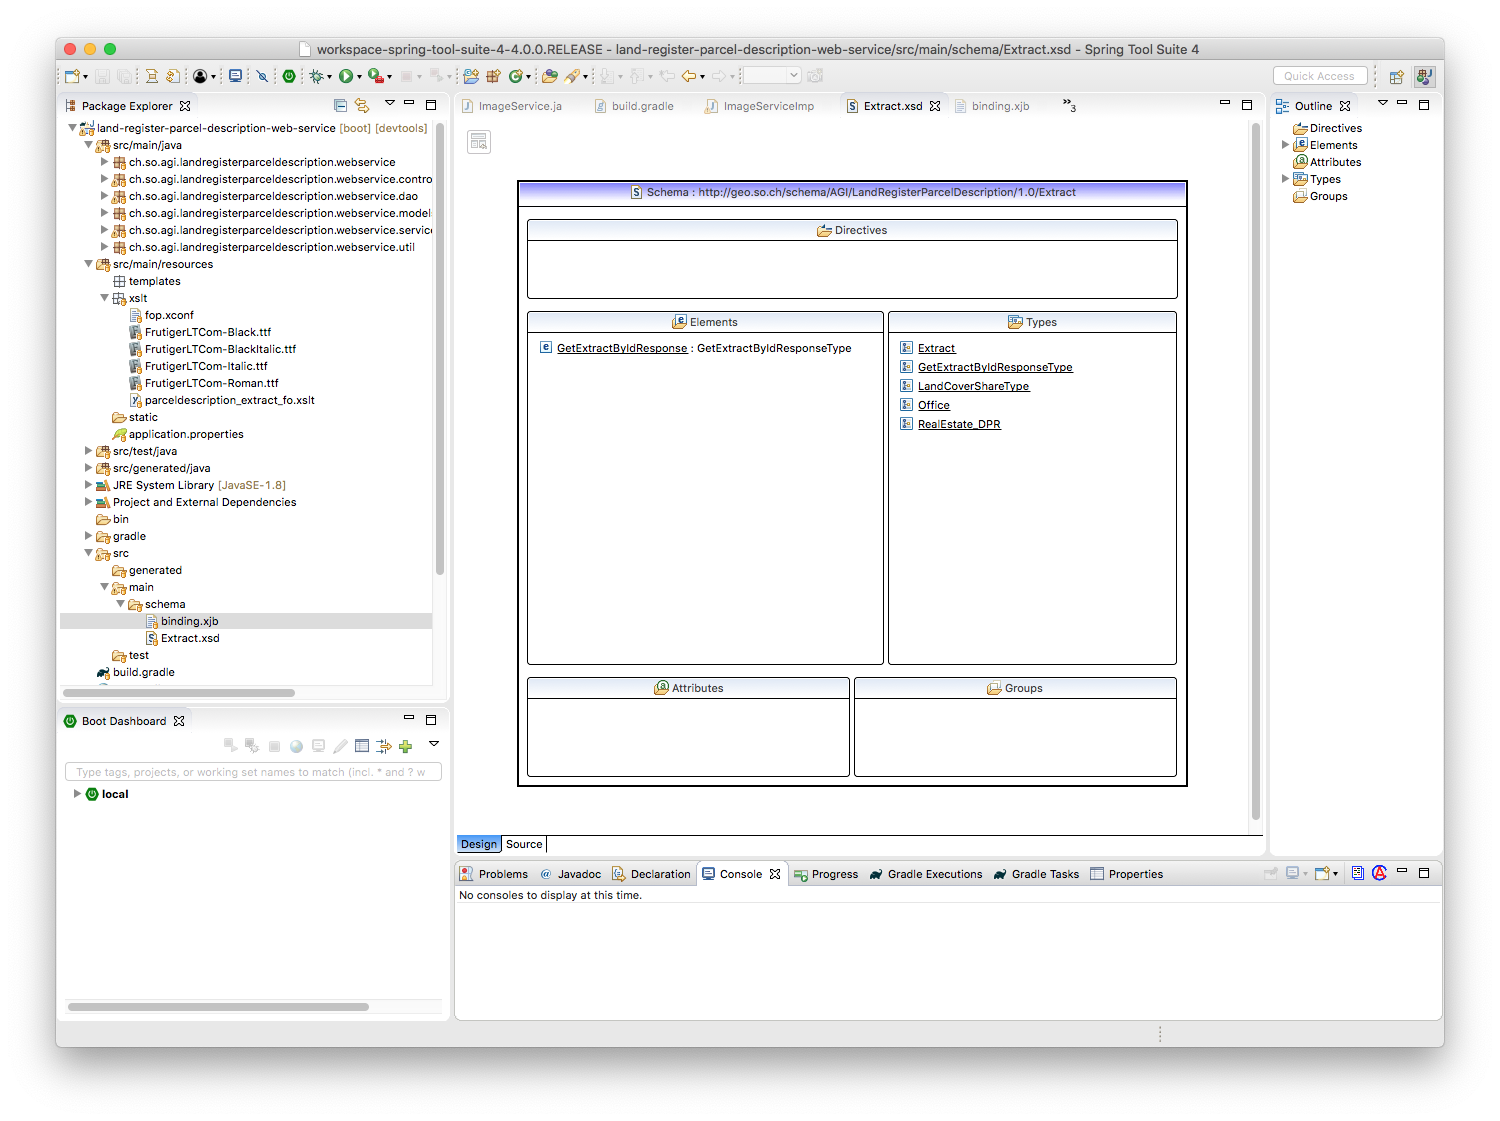 workspace-spring-tool-suite-4-4.0.0.RELEASE - land-register-parcel-description-web-service/src/main/schema/Extract.xsd - Spring Tool Suite 4
Quick Access
Package Explorer
land-register-parcel-description-web-service [boot] [devtools]
src/main/java
ch.so.agi.landregisterparceldescription.webservice
ch.so.agi.landregisterparceldescription.webservice.contro
ch.so.agi.landregisterparceldescription.webservice.dao
ch.so.agi.landregisterparceldescription.webservice.model
ch.so.agi.landregisterparceldescription.webservice.service
ch.so.agi.landregisterparceldescription.webservice.util
src/main/resources
templates
xslt
fop.xconf
FrutigerLTCom-Black.ttf
FrutigerLTCom-BlackItalic.ttf
FrutigerLTCom-Italic.ttf
FrutigerLTCom-Roman.ttf
parceldescription_extract_fo.xslt
static
application.properties
src/test/java
src/generated/java
JRE System Library [JavaSE-1.8]
Project and External Dependencies
bin
gradle
src
generated
main
schema
binding.xjb
Extract.xsd
test
build.gradle
Boot Dashboard
Type tags, projects, or working set names to match (incl. * and ? w
local
ImageService.ja
build.gradle
ImageServiceImp
Extract.xsd
binding.xjb
»3
Schema : http://geo.so.ch/schema/AGI/LandRegisterParcelDescription/1.0/Extract
Directives
Elements
GetExtractByIdResponse : GetExtractByIdResponseType
Types
Extract
GetExtractByIdResponseType
LandCoverShareType
Office
RealEstate_DPR
Attributes
Groups
Design
Source
Outline
Directives
Elements
Attributes
Types
Groups
Problems
Javadoc
Declaration
Console
Progress
Gradle Executions
Gradle Tasks
Properties
No consoles to display at this time.